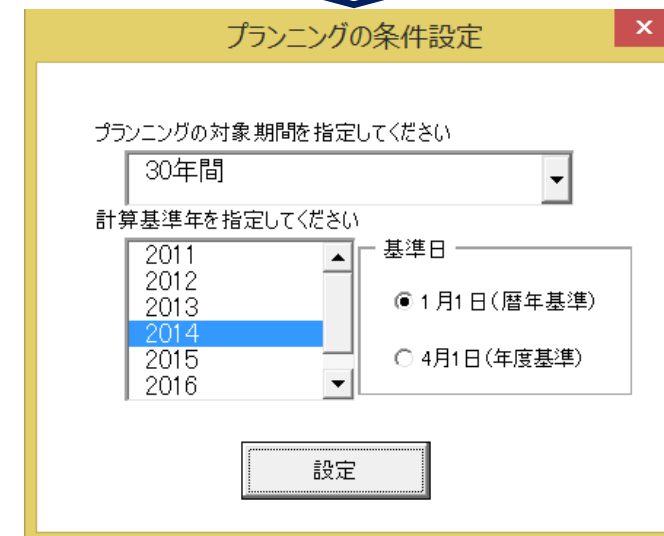 プランニングの条件設定
プランニングの対象期間を指定してください
30年間
計算基準年を指定してください
2011
2012
2013
2014
2015
2016
基準日
1月1日(暦年基準)
4月1日(年度基準)
設定